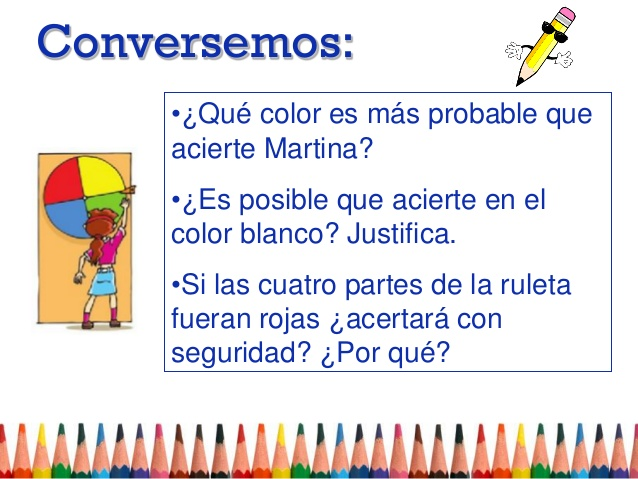 Conversemos:
•¿Qué color es más probable que
acierte Martina?
•¿Es posible que acierte en el
color blanco? Justifica.
•Si las cuatro partes de la ruleta
fueran rojas ¿acertará con
seguridad? ¿Por qué?